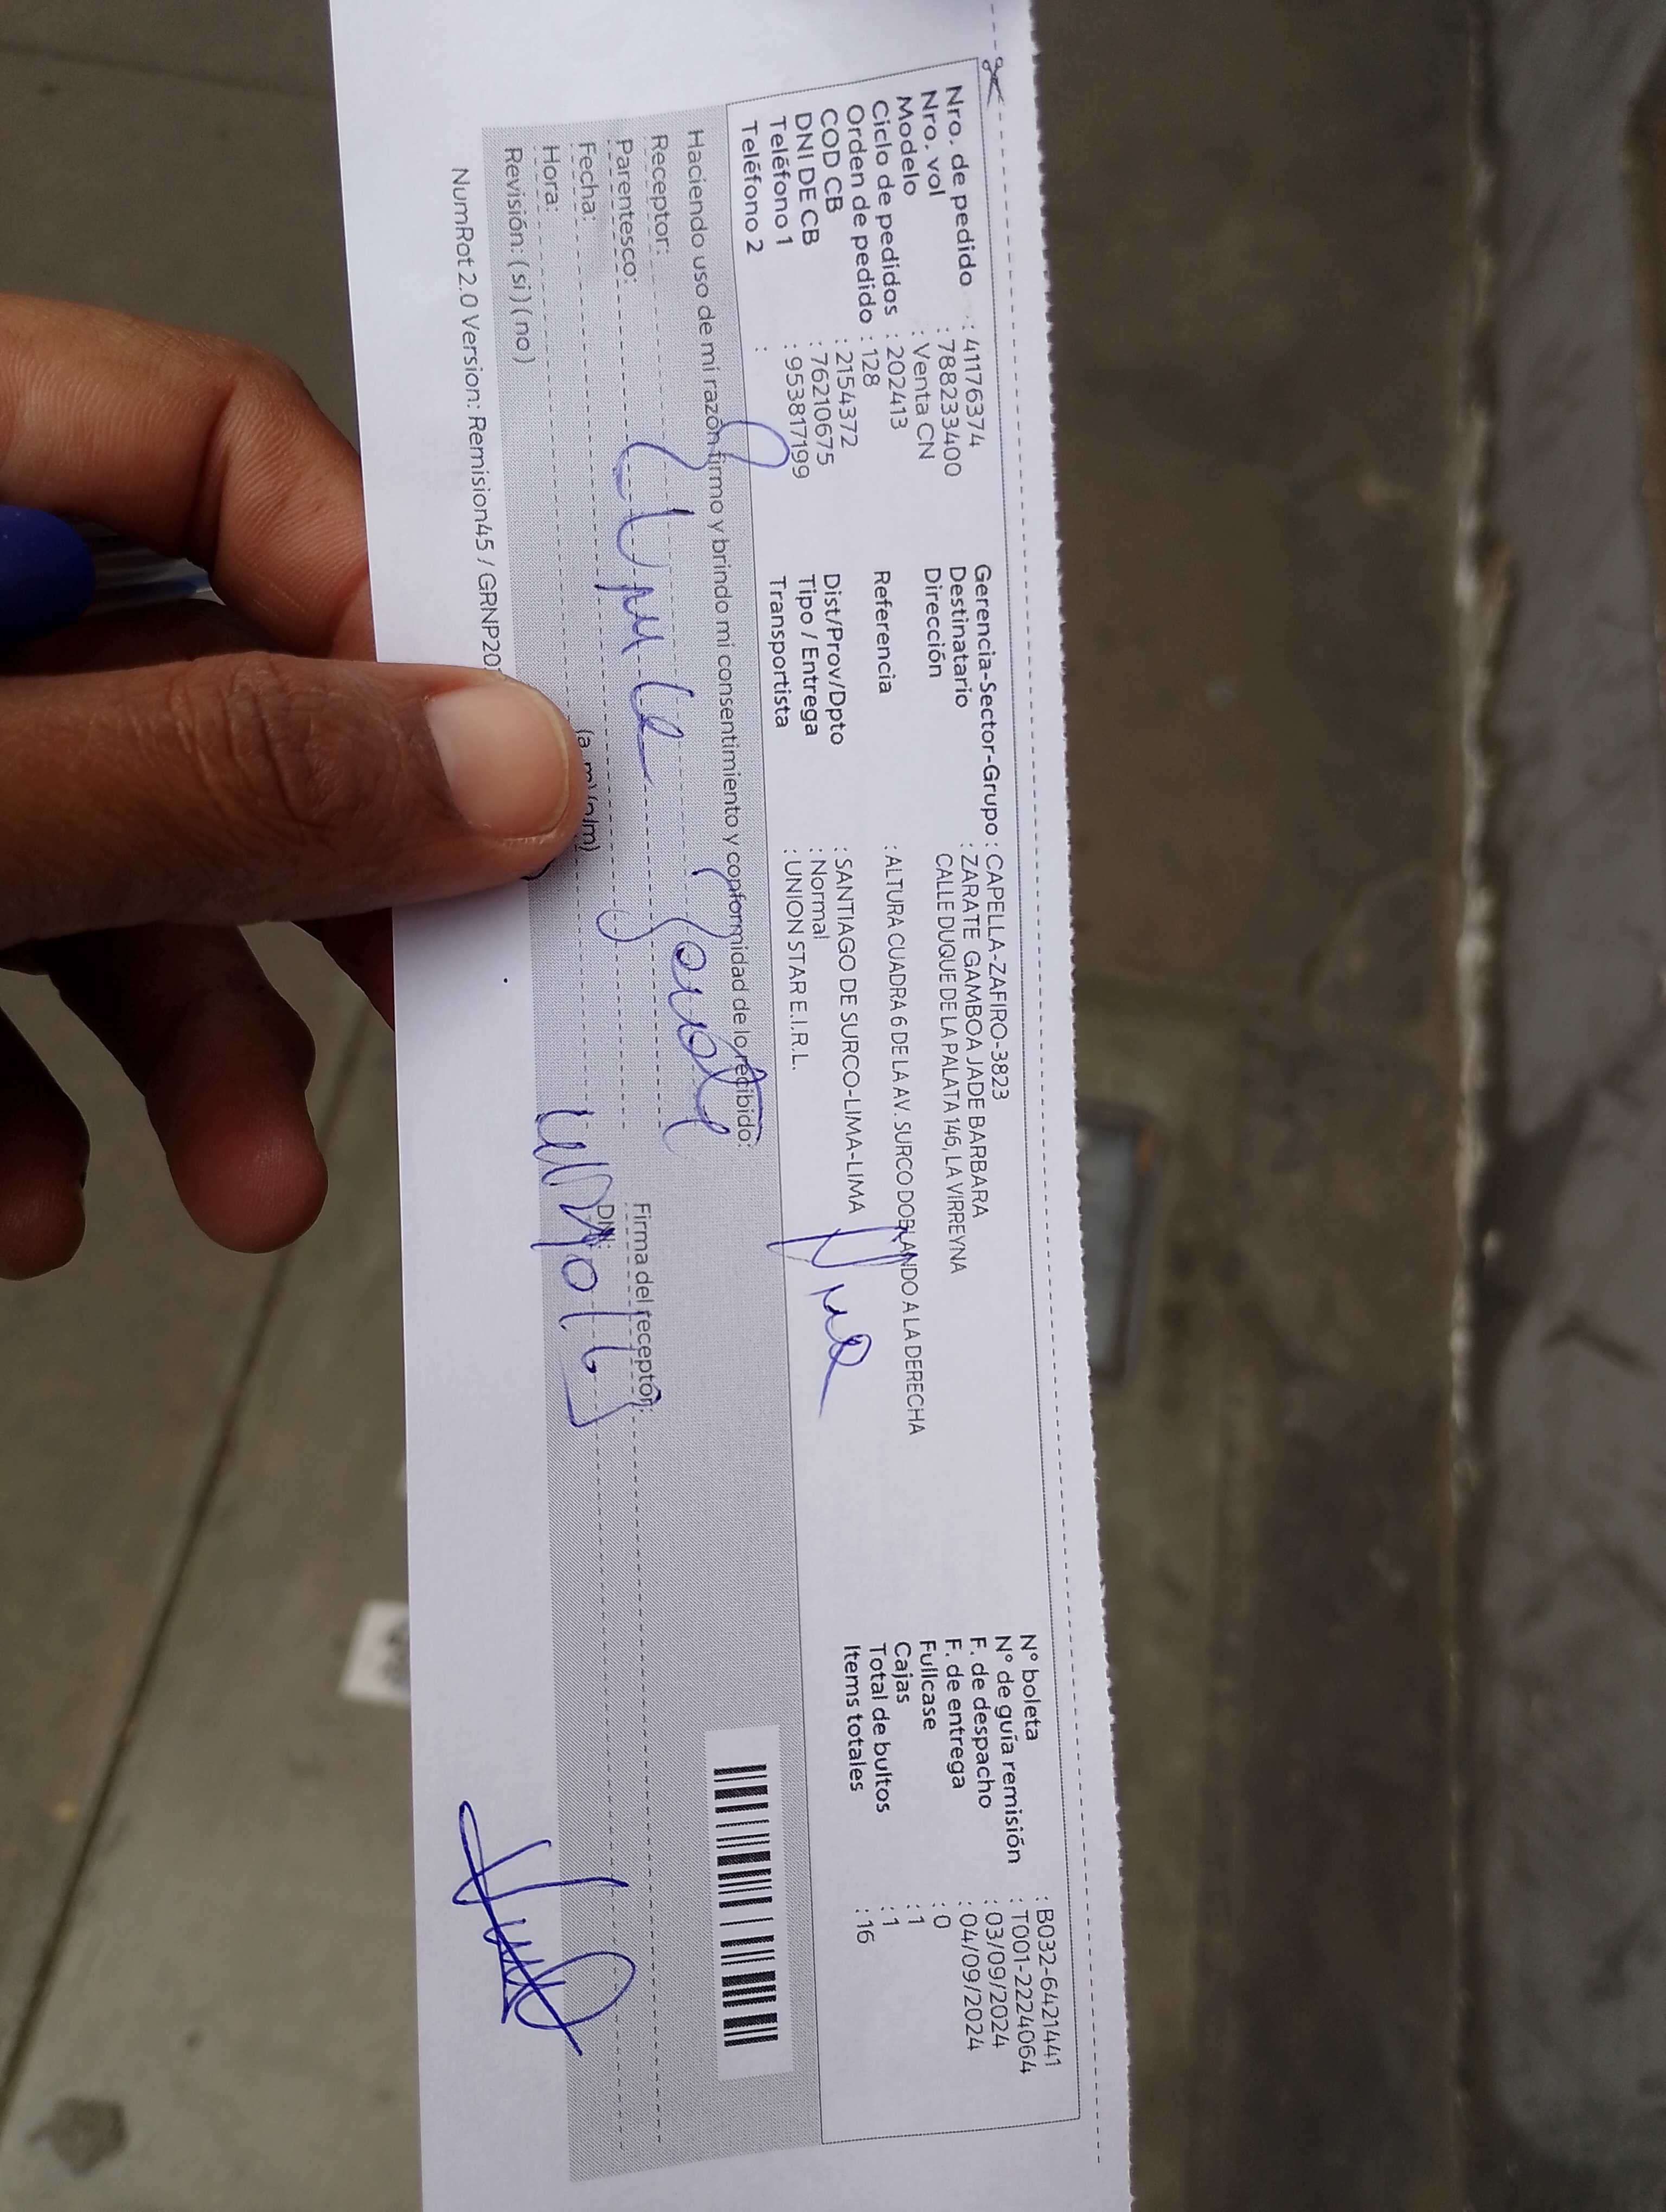 Nro. de pedido : 41176374
Nro. vol : 788233400
Modelo : Venta CN
Ciclo de pedidos : 202413
Orden de pedido : 128
COD CB : 2154372
DNI DE CB : 76210675
Teléfono 1 : 953817199
Teléfono 2 :
Gerencia-Sector-Grupo : CAPELLA-ZAFIRO-3823
Destinatario : ZARATE GAMBOA JADE BARBARA
Dirección CALLE DUQUE DE LA PALATA 146, LA VIRREYNA
Referencia : ALTURA CUADRA 6 DE LA AV. SURCO DOBLANDO A LA DERECHA
Dist/Prov/Dpto : SANTIAGO DE SURCO-LIMA-LIMA
Tipo / Entrega : Normal
Transportista : UNION STAR E.I.R.L.
N° boleta : B032-6421441
N° de guía remisión : T001-2224064
F. de despacho : 03/09/2024
F. de entrega : 04/09/2024
Fullcase : 0
Cajas : 1
Total de bultos : 1
Items totales : 16
Haciendo uso de mi razón firmo y brindo mi consentimiento y conformidad de lo recibido:
Receptor:
Parentesco:
Fecha:
Hora: (a.m) (p/m)
Revisión: (si) (no)
Firma del receptor:
DNI:
NumRot 2.0 Version: Remision45 / GRNP20